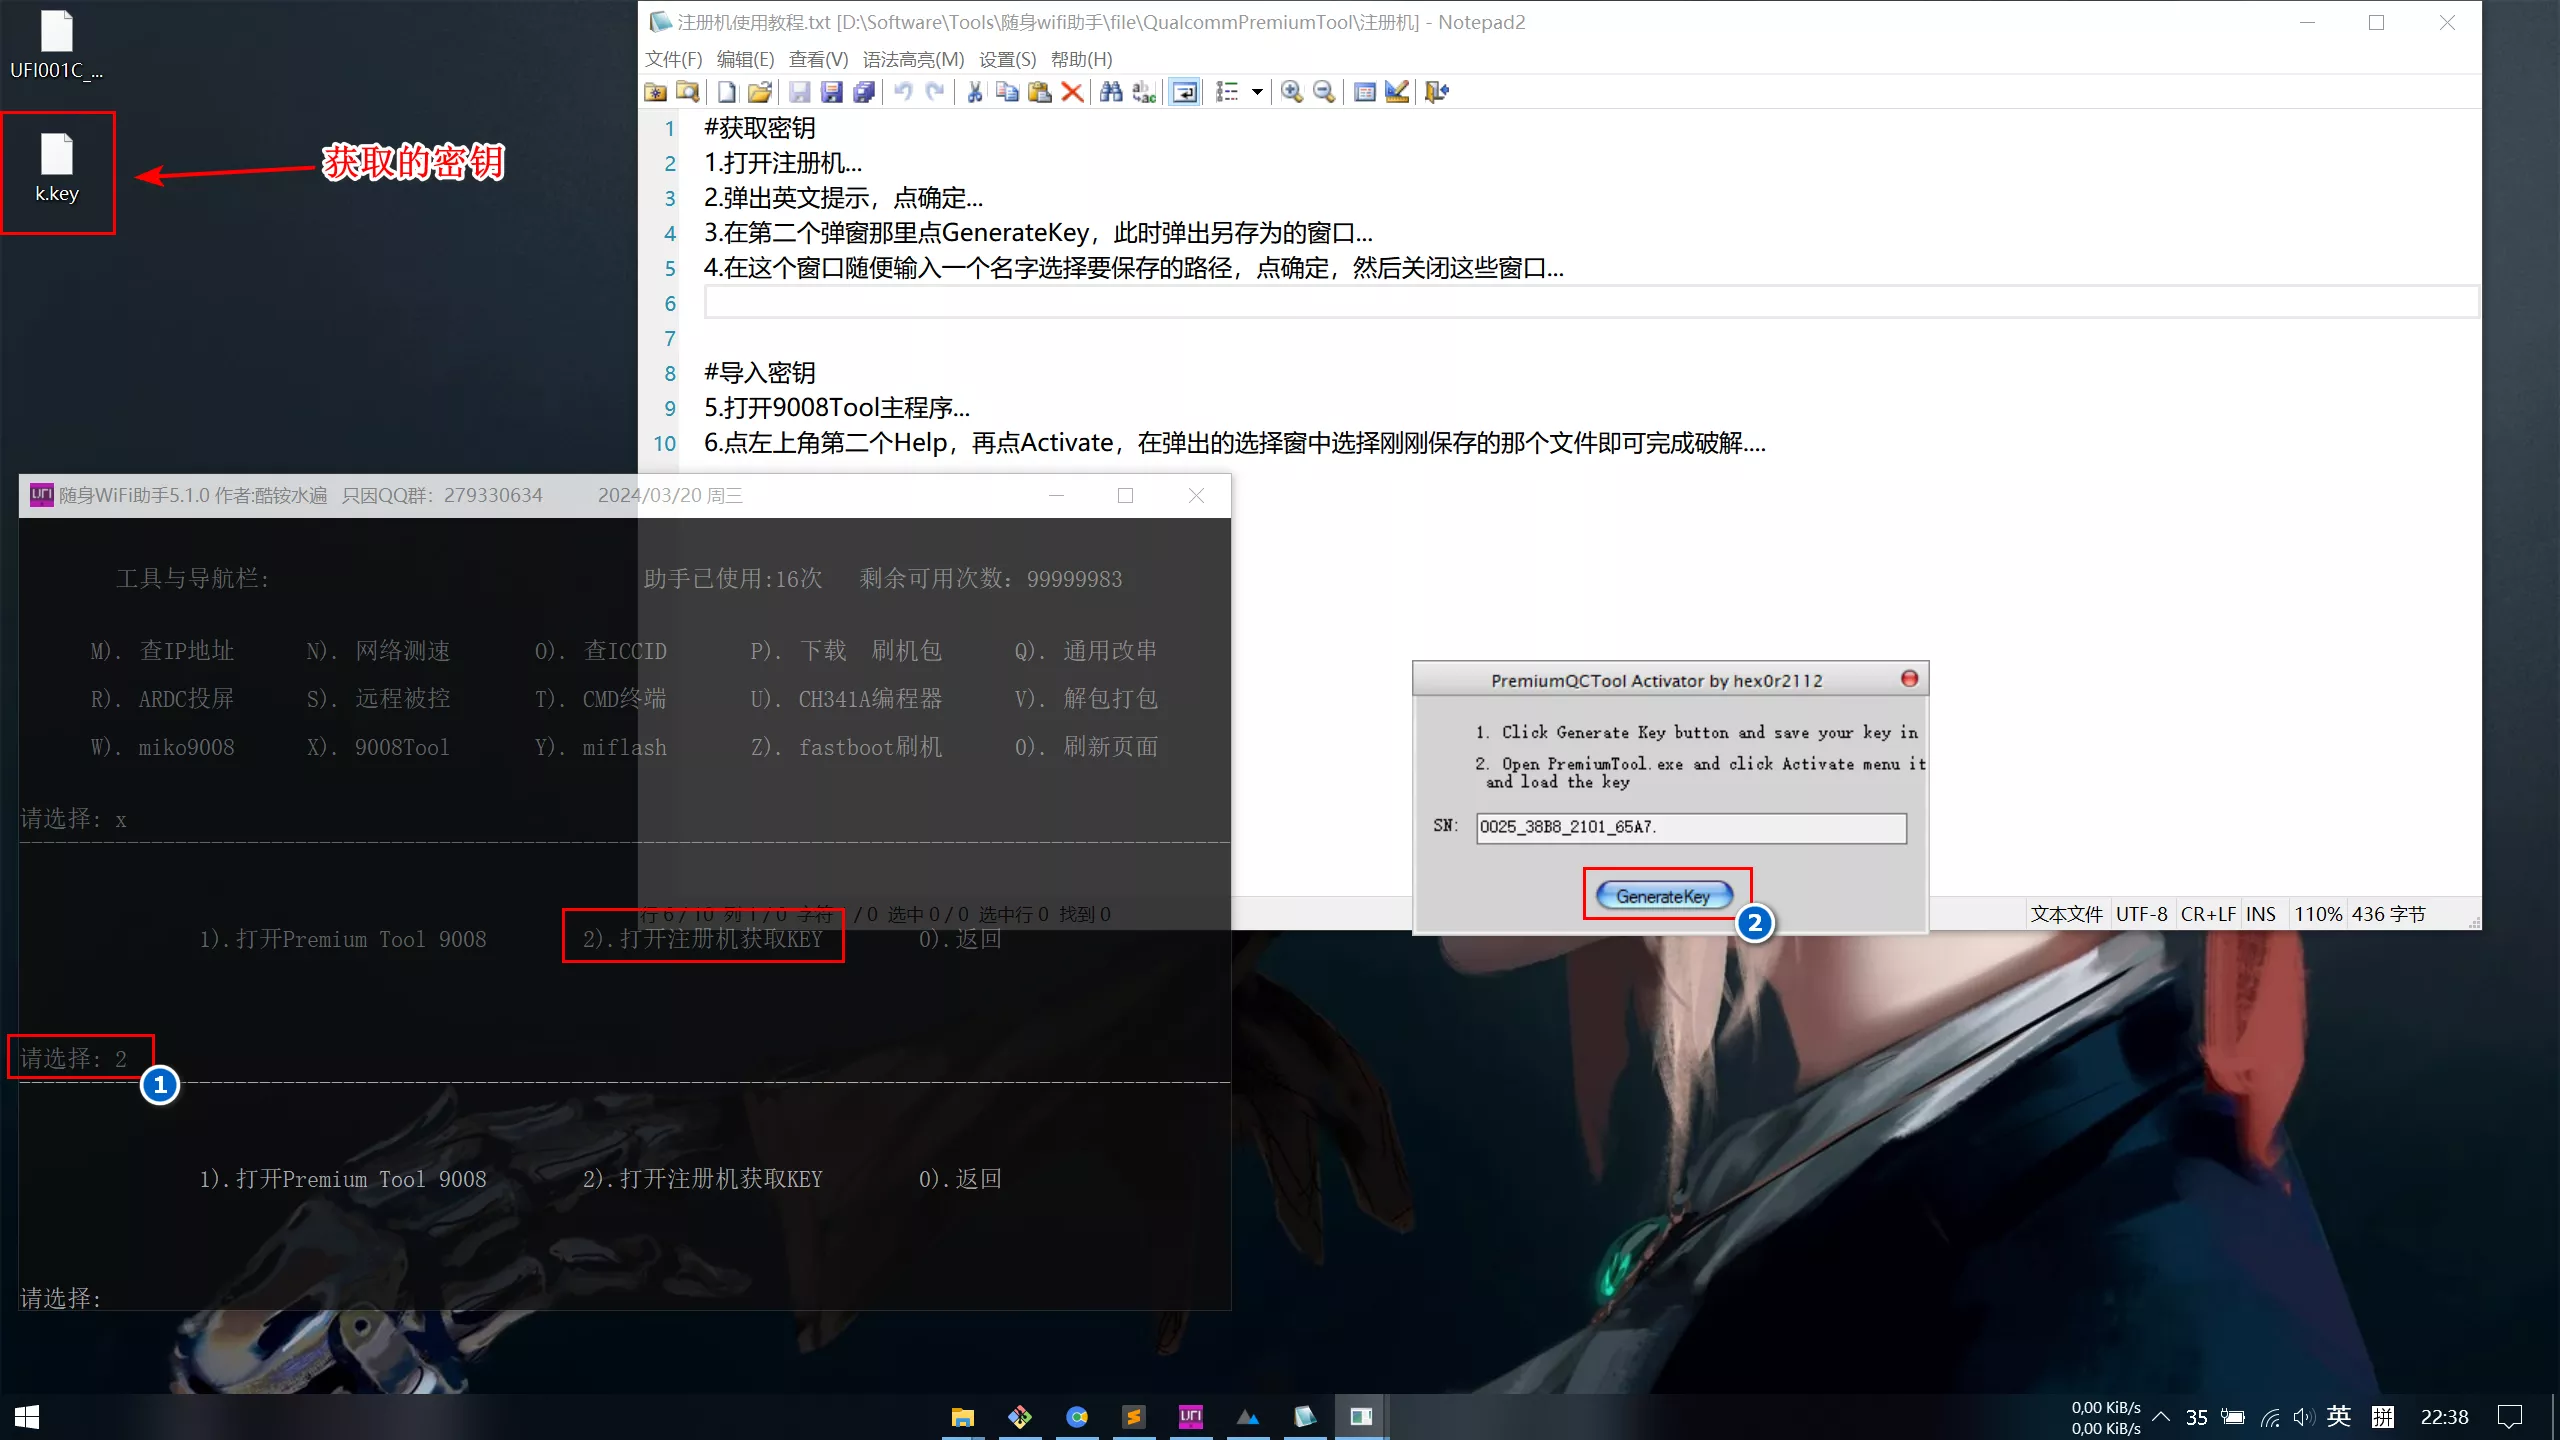 UFI001C_...
k.key
获取的密钥
注册机使用教程.txt [D:\Software\Tools\随身wifi助手\file\QualcommPremiumTool\注册机] - Notepad2
文件(F) 编辑(E) 查看(V) 语法高亮(M) 设置(S) 帮助(H)
1 #获取密钥
2 1.打开注册机...
3 2.弹出英文提示，点确定...
4 3.在第二个弹窗那里点GenerateKey，此时弹出另存为的窗口...
5 4.在这个窗口随便输入一个名字选择要保存的路径，点确定，然后关闭这些窗口...
6
7
8 #导入密钥
9 5.打开9008Tool主程序...
10 6.点左上角第二个Help，再点Activate，在弹出的选择窗中选择刚刚保存的那个文件即可完成破解....
行 6 / 10 列 1 / 0 字符 / 0 选中 0 / 0 选中行 0 找到 0
文本文件 UTF-8 CR+LF INS 110% 436 字节
UFI 随身WiFi助手5.1.0 作者:酷铵水遍 只因QQ群：279330634 2024/03/20 周三
工具与导航栏: 助手已使用:16次 剩余可用次数：99999983
M). 查IP地址 N). 网络测速 O). 查ICCID P). 下载 刷机包 Q). 通用改串
R). ARDC投屏 S). 远程被控 T). CMD终端 U). CH341A编程器 V). 解包打包
W). miko9008 X). 9008Tool Y). miflash Z). fastboot刷机 0). 刷新页面
请选择: x
1).打开Premium Tool 9008 2).打开注册机获取KEY 0).返回
请选择: 2
1
1).打开Premium Tool 9008 2).打开注册机获取KEY 0).返回
请选择:
PremiumQCTool Activator by hex0r2112
1. Click Generate Key button and save your key in
2. Open PremiumTool.exe and click Activate menu it
and load the key
SN: 0025_38B8_2101_65A7.
GenerateKey
2
UFI
0,00 KiB/s
0,00 KiB/s
35 英 拼 22:38